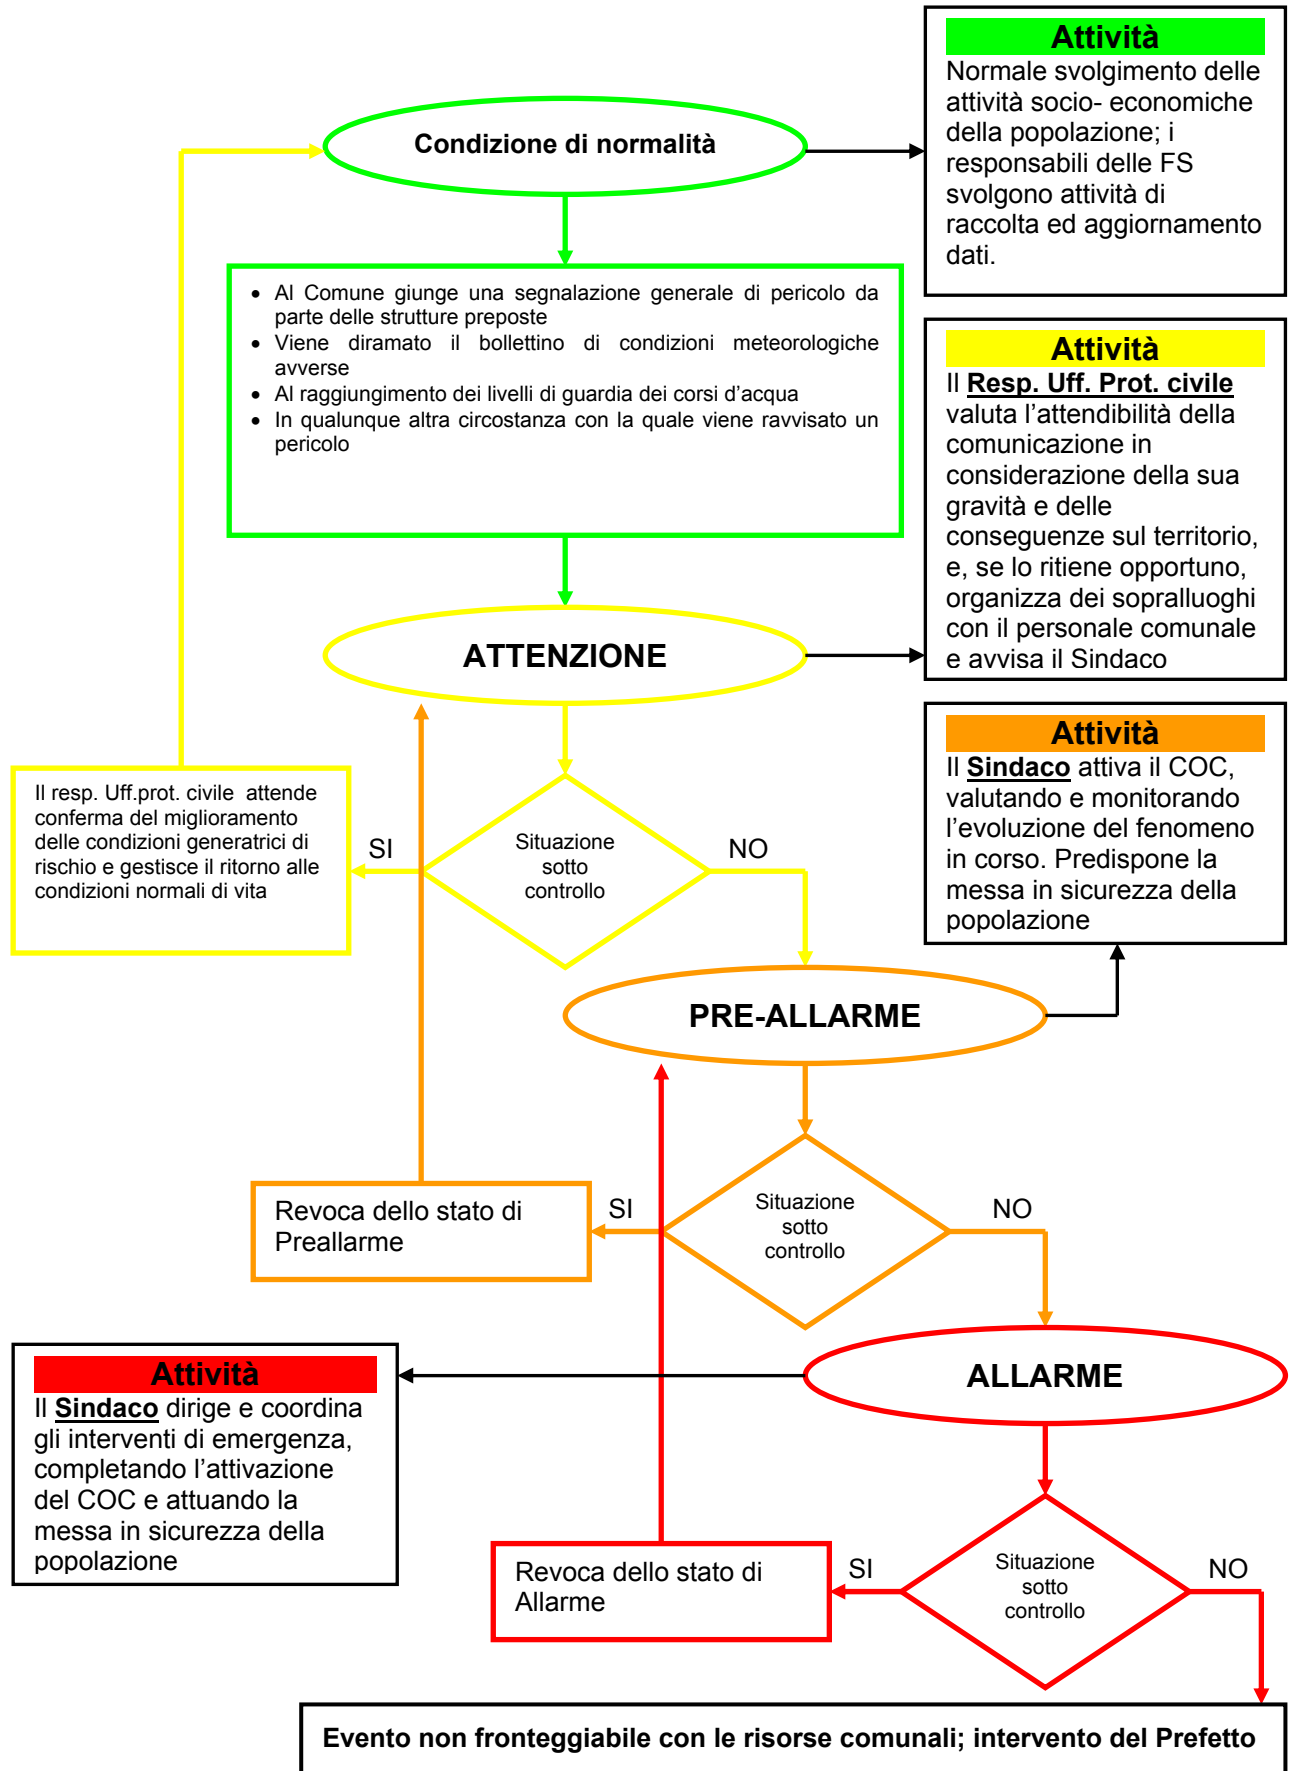 Attività
Normale svolgimento delle
attività socio- economiche
della popolazione; i
responsabili delle FS
svolgono attività di
raccolta ed aggiornamento
dati.
Condizione di normalità
• Al Comune giunge una segnalazione generale di pericolo da
parte delle strutture preposte
• Viene diramato il bollettino di condizioni meteorologiche
avverse
• Al raggiungimento dei livelli di guardia dei corsi d’acqua
• In qualunque altra circostanza con la quale viene ravvisato un
pericolo
Attività
Il Resp. Uff. Prot. civile
valuta l’attendibilità della
comunicazione in
considerazione della sua
gravità e delle
conseguenze sul territorio,
e, se lo ritiene opportuno,
organizza dei sopralluoghi
con il personale comunale
e avvisa il Sindaco
ATTENZIONE
Attività
Il Sindaco attiva il COC,
valutando e monitorando
l’evoluzione del fenomeno
in corso. Predispone la
messa in sicurezza della
popolazione
Il resp. Uff.prot. civile attende
conferma del miglioramento
delle condizioni generatrici di
rischio e gestisce il ritorno alle
condizioni normali di vita
SI
Situazione
sotto
controllo
NO
PRE-ALLARME
Revoca dello stato di
Preallarme
SI
Situazione
sotto
controllo
NO
Attività
Il Sindaco dirige e coordina
gli interventi di emergenza,
completando l’attivazione
del COC e attuando la
messa in sicurezza della
popolazione
ALLARME
Revoca dello stato di
Allarme
SI
Situazione
sotto
controllo
NO
Evento non fronteggiabile con le risorse comunali; intervento del Prefetto